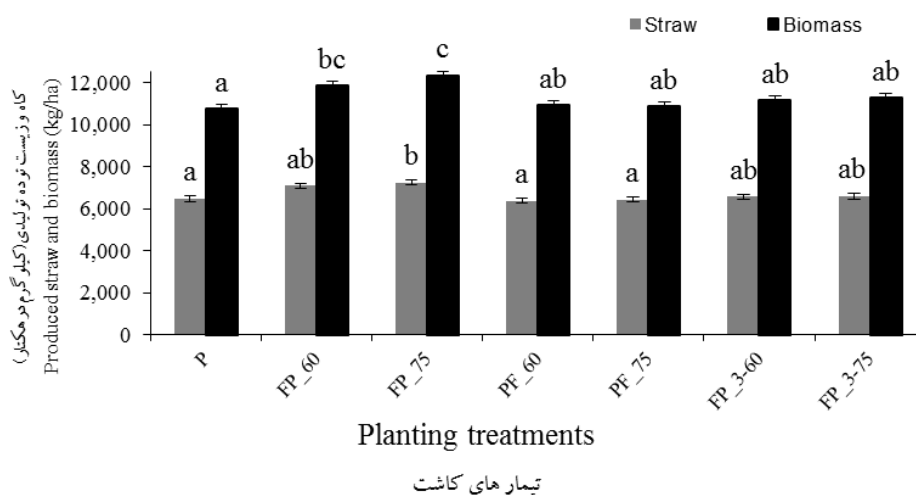 Straw Biomass
کاه و زیست توده تولیدی (کیلوگرم در هکتار)
Produced straw and biomass (kg/ha)
12,000
10,000
8,000
6,000
4,000
2,000
0
a bc c ab ab ab ab
a ab b a a ab ab
P FP_60 FP_75 PF_60 PF_75 FP_3-60 FP_3-75
Planting treatments
تیمار های کاشت